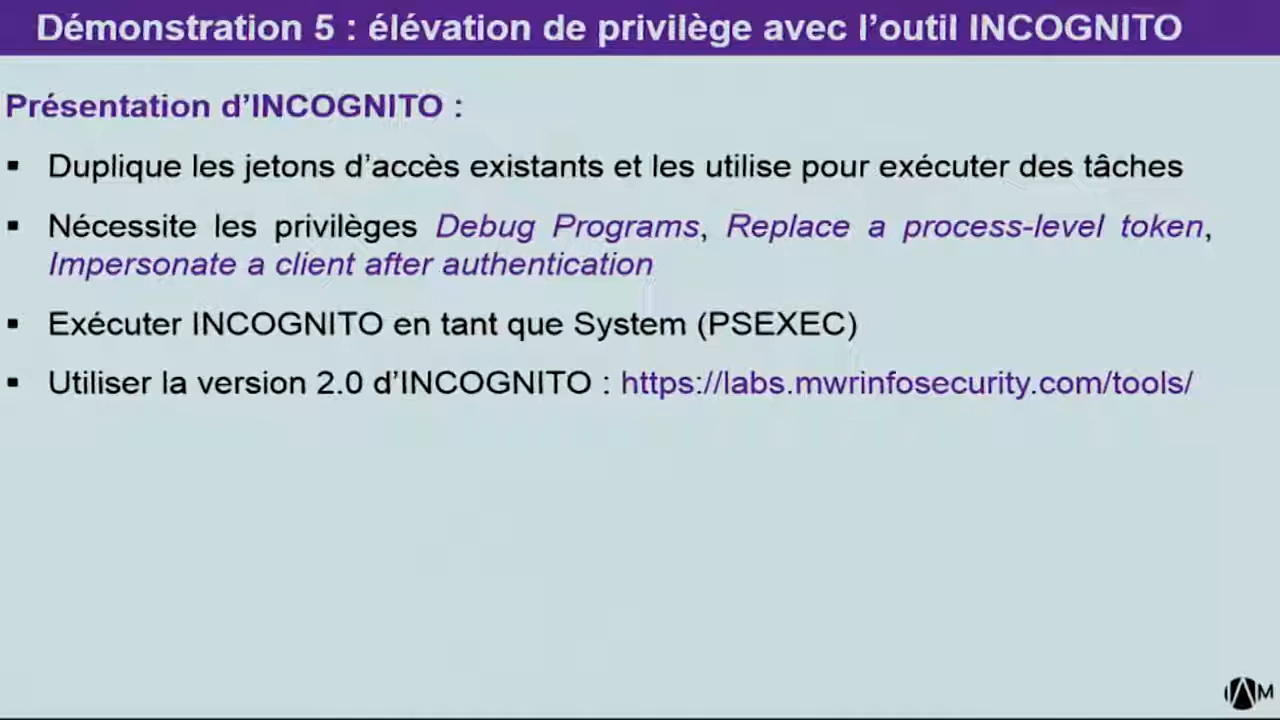 Démonstration 5 : élévation de privilège avec l’outil INCOGNITO
Présentation d’INCOGNITO :
▪ Duplique les jetons d’accès existants et les utilise pour exécuter des tâches
▪ Nécessite les privilèges Debug Programs, Replace a process-level token,
Impersonate a client after authentication
▪ Exécuter INCOGNITO en tant que System (PSEXEC)
▪ Utiliser la version 2.0 d’INCOGNITO : https://labs.mwrinfosecurity.com/tools/
IAM